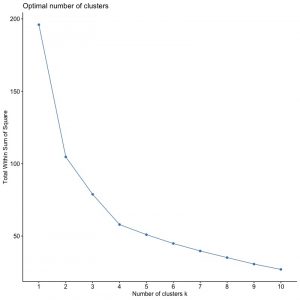 Optimal number of clusters
200
150
100
50
Total Within Sum of Square
1 2 3 4 5 6 7 8 9 10
Number of clusters k